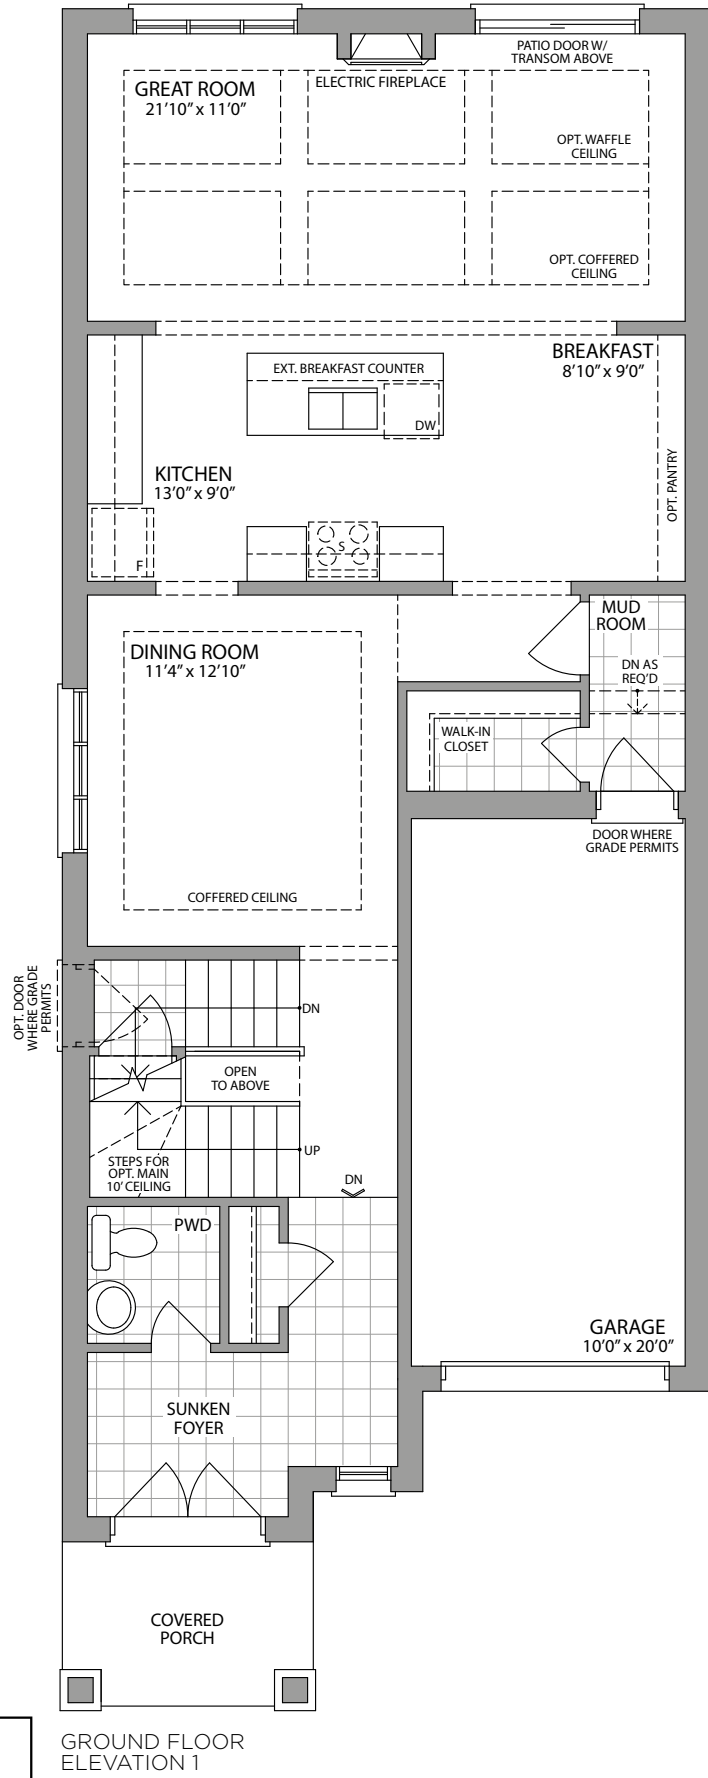 PATIO DOOR W/
TRANSOM ABOVE
GREAT ROOM
21'10" x 11'0"
ELECTRIC FIREPLACE
OPT. WAFFLE
CEILING
OPT. COFFERED
CEILING
BREAKFAST
8'10" x 9'0"
EXT. BREAKFAST COUNTER
DW
KITCHEN
13'0" x 9'0"
OPT. PANTRY
F
S
MUD
ROOM
DINING ROOM
11'4" x 12'10"
DN AS
REQ'D
WALK-IN
CLOSET
DOOR WHERE
GRADE PERMITS
COFFERED CEILING
OPT. DOOR
WHERE GRADE
PERMITS
DN
OPEN
TO ABOVE
UP
STEPS FOR
OPT. MAIN
10' CEILING
DN
PWD
GARAGE
10'0" x 20'0"
SUNKEN
FOYER
COVERED
PORCH
GROUND FLOOR
ELEVATION 1